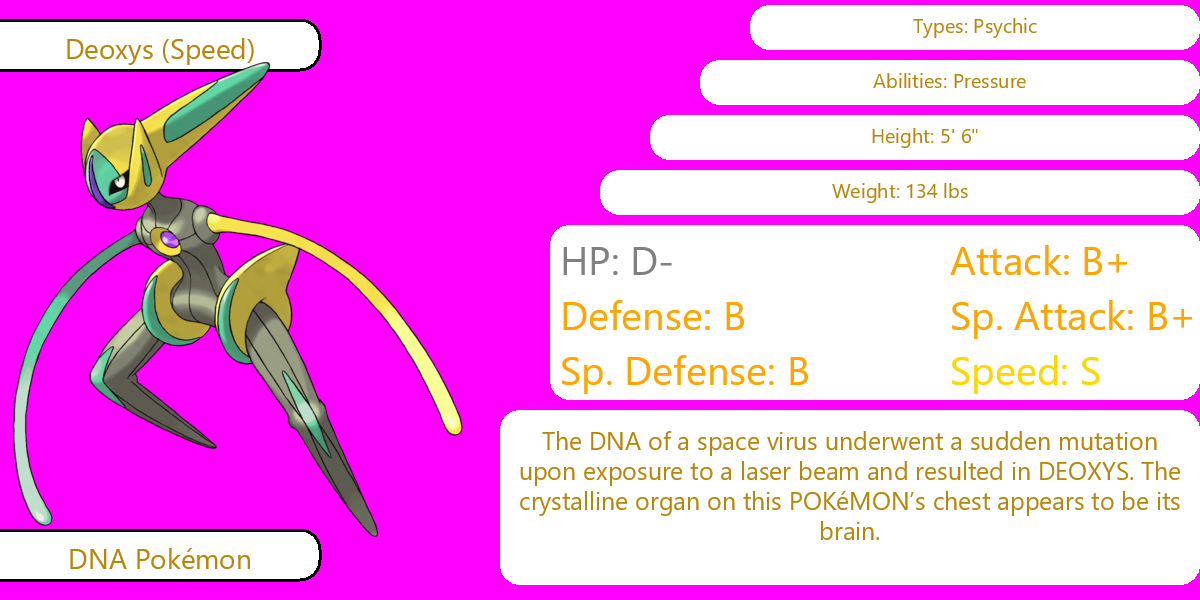 Deoxys (Speed)
Types: Psychic
Abilities: Pressure
Height: 5' 6"
Weight: 134 lbs
HP: D-
Attack: B+
Defense: B
Sp. Attack: B+
Sp. Defense: B
Speed: S
The DNA of a space virus underwent a sudden mutation
upon exposure to a laser beam and resulted in DEOXYS. The
crystalline organ on this POKéMON’s chest appears to be its
brain.
DNA Pokémon